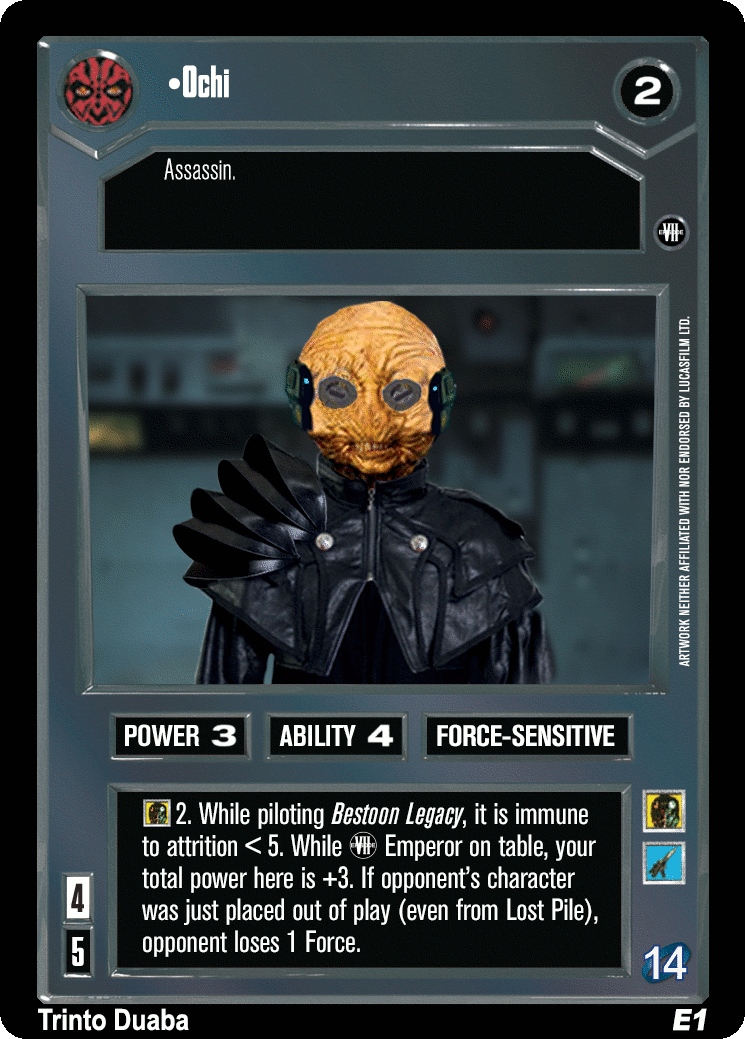 •Ochi
2
Assassin.
EPISODE VII
ARTWORK NEITHER AFFILIATED WITH NOR ENDORSED BY LUCASFILM LTD.
POWER 3
ABILITY 4
FORCE-SENSITIVE
2. While piloting Bestoon Legacy, it is immune
to attrition < 5. While EPISODE VII Emperor on table, your
total power here is +3. If opponent's character
was just placed out of play (even from Lost Pile),
opponent loses 1 Force.
4
5
14
Trinto Duaba
E1